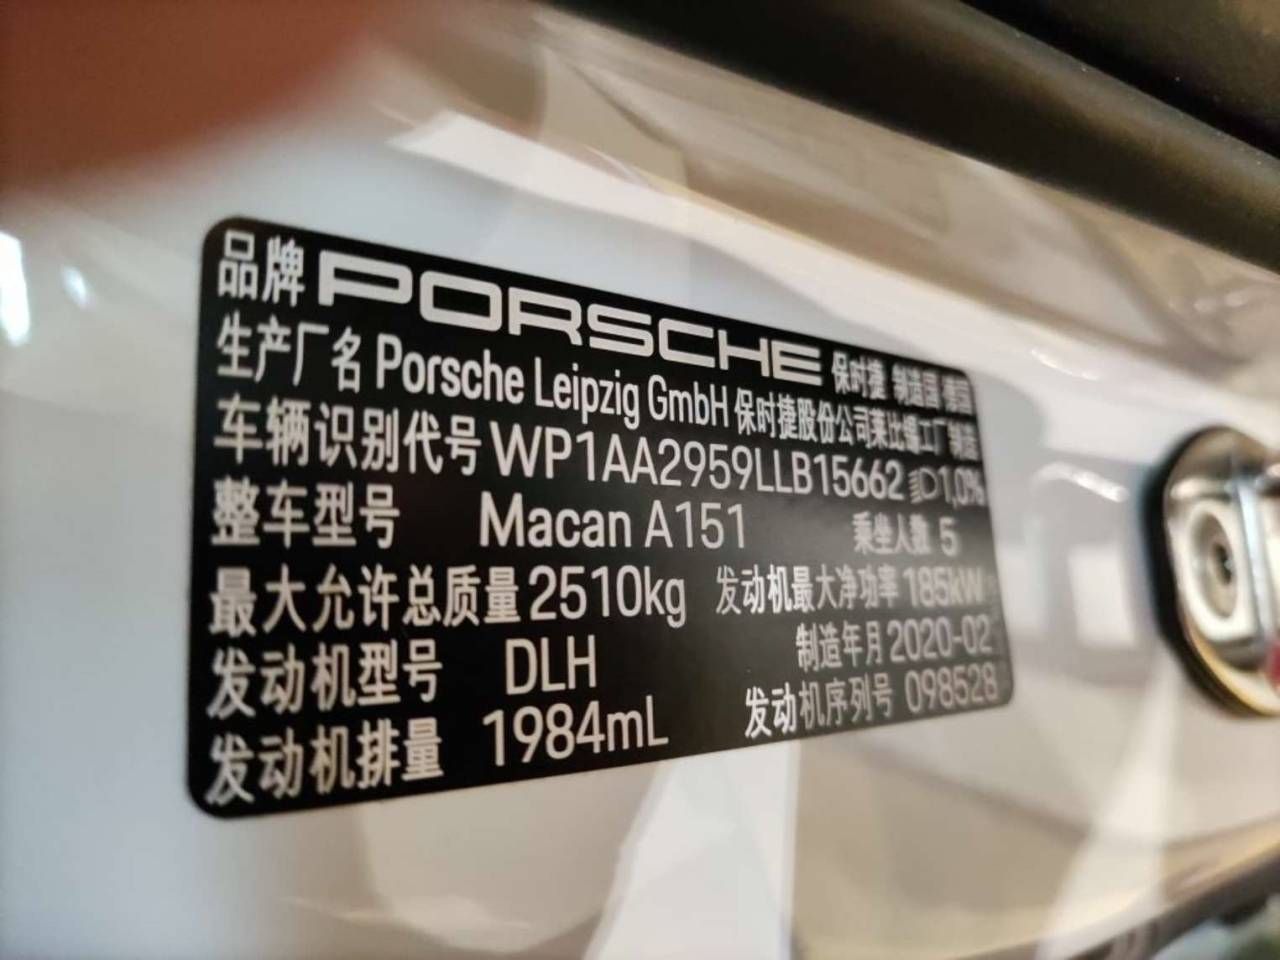 品牌 PORSCHE 保时捷 制造国 德国
生产厂名 Porsche Leipzig GmbH 保时捷股份公司莱比锡工厂制造
车辆识别代号 WP1AA2959LLB15662 1,0%
整车型号 Macan A151 乘坐人数 5
最大允许总质量 2510kg 发动机最大净功率 185kW
发动机型号 DLH 制造年月 2020-02
发动机排量 1984mL 发动机序列号 098528